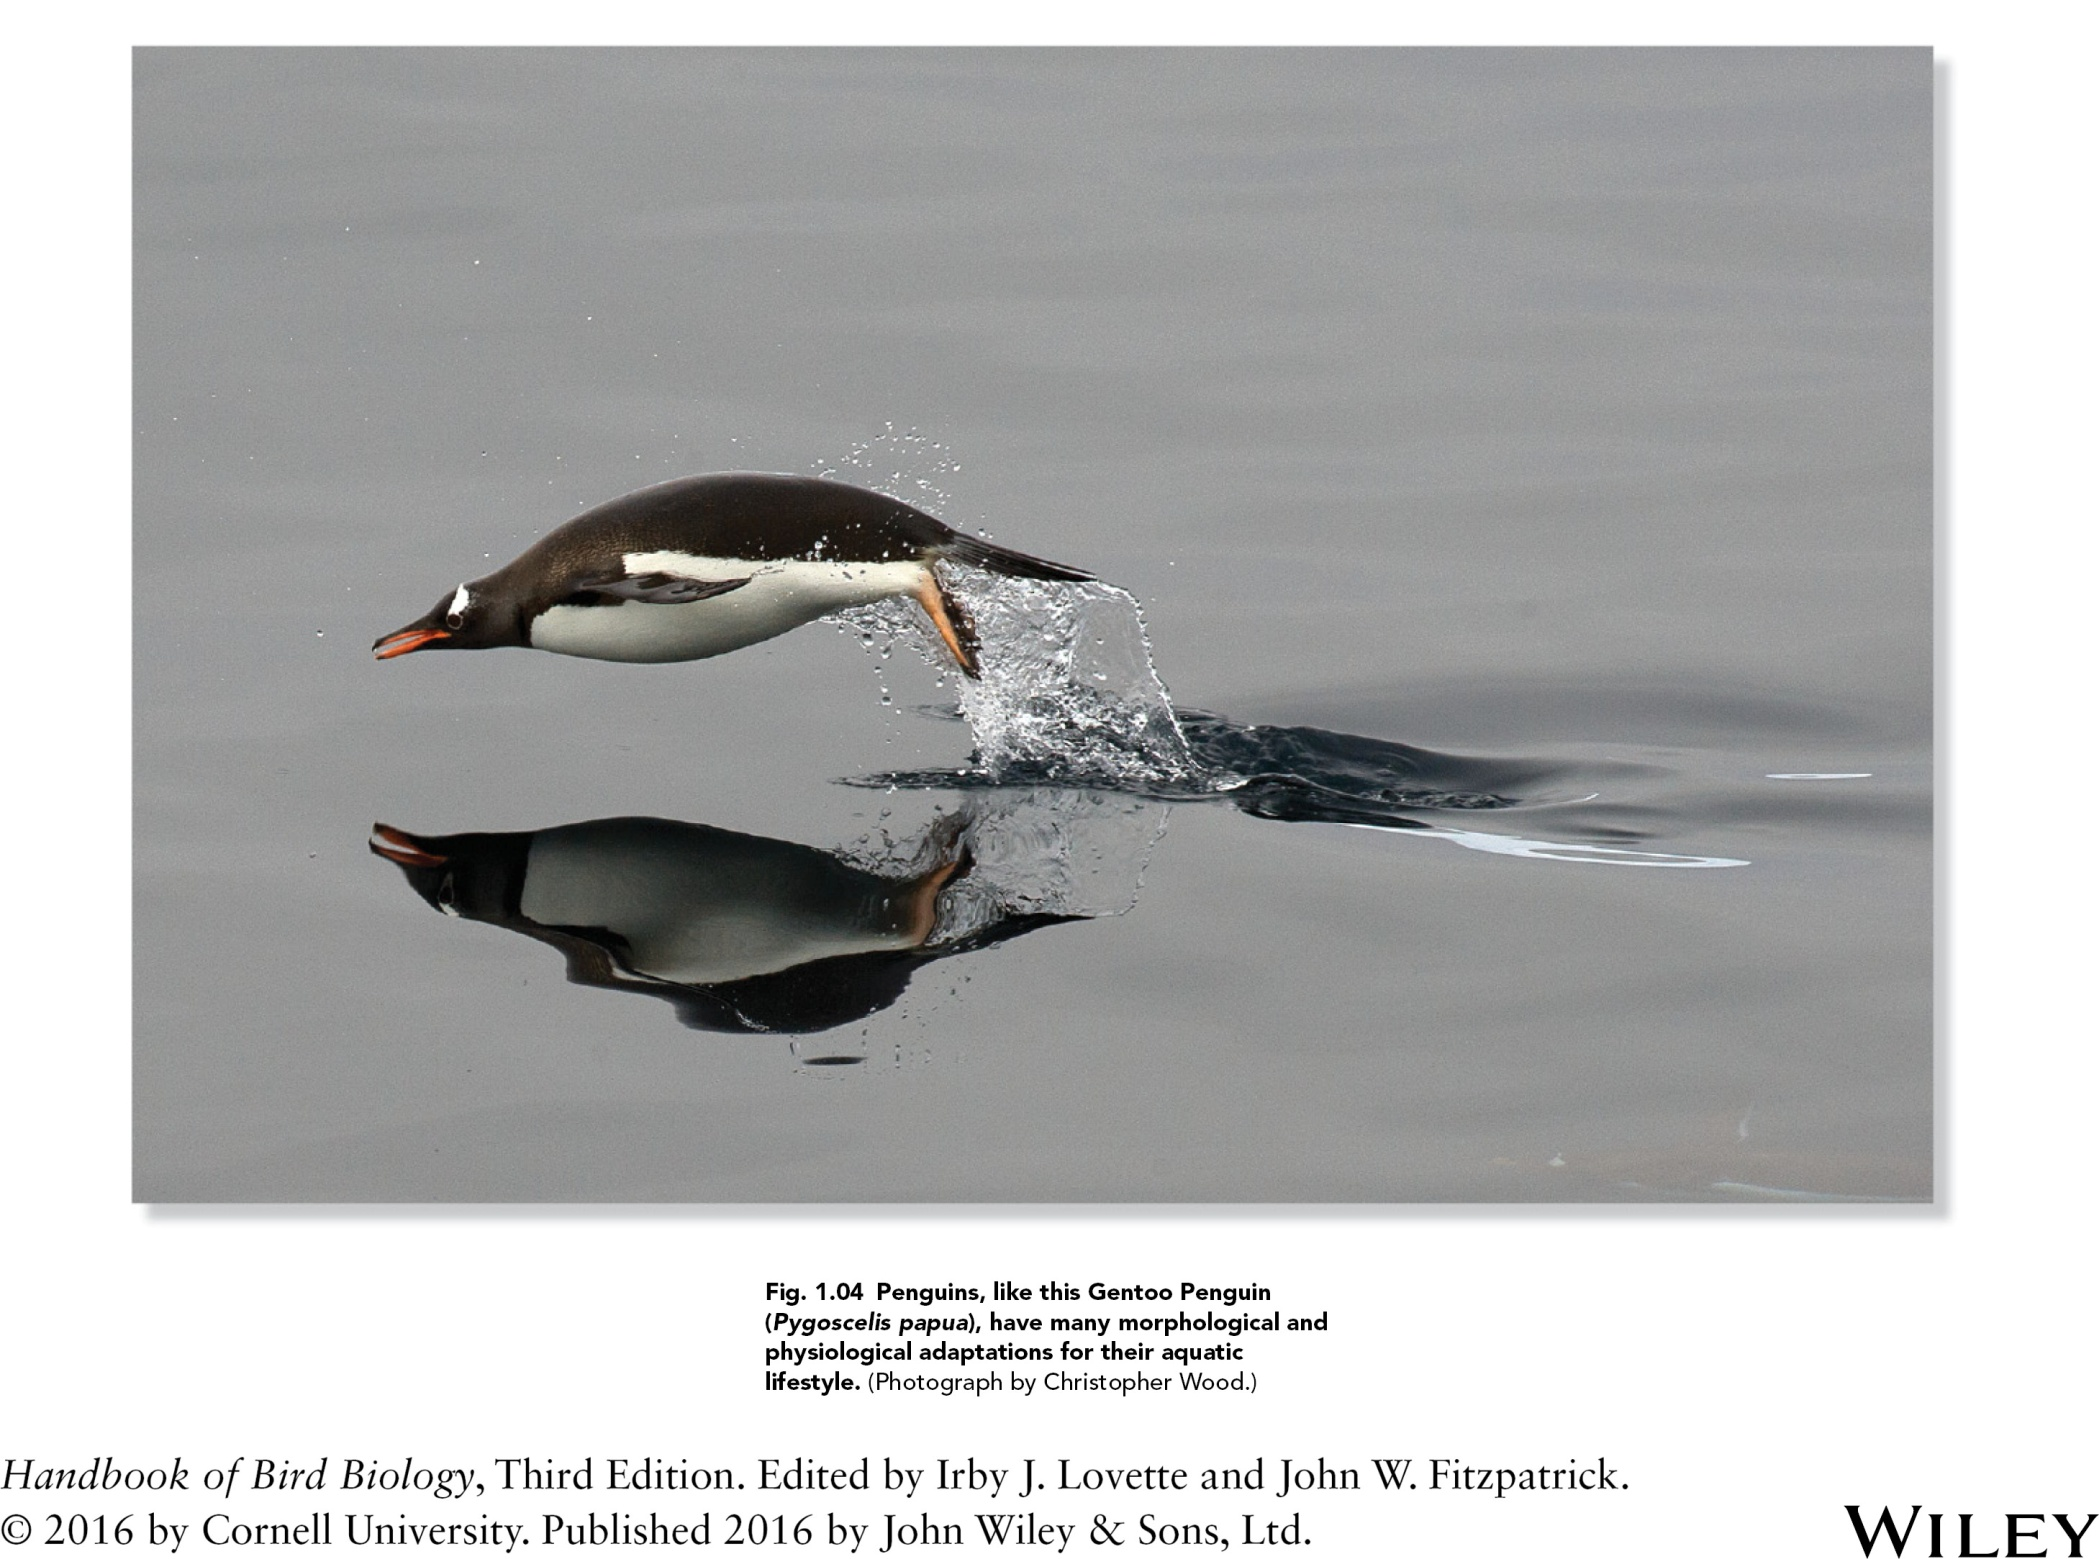 Fig. 1.04 Penguins, like this Gentoo Penguin
(Pygoscelis papua), have many morphological and
physiological adaptations for their aquatic
lifestyle. (Photograph by Christopher Wood.)
Handbook of Bird Biology, Third Edition. Edited by Irby J. Lovette and John W. Fitzpatrick.
© 2016 by Cornell University. Published 2016 by John Wiley & Sons, Ltd.
WILEY